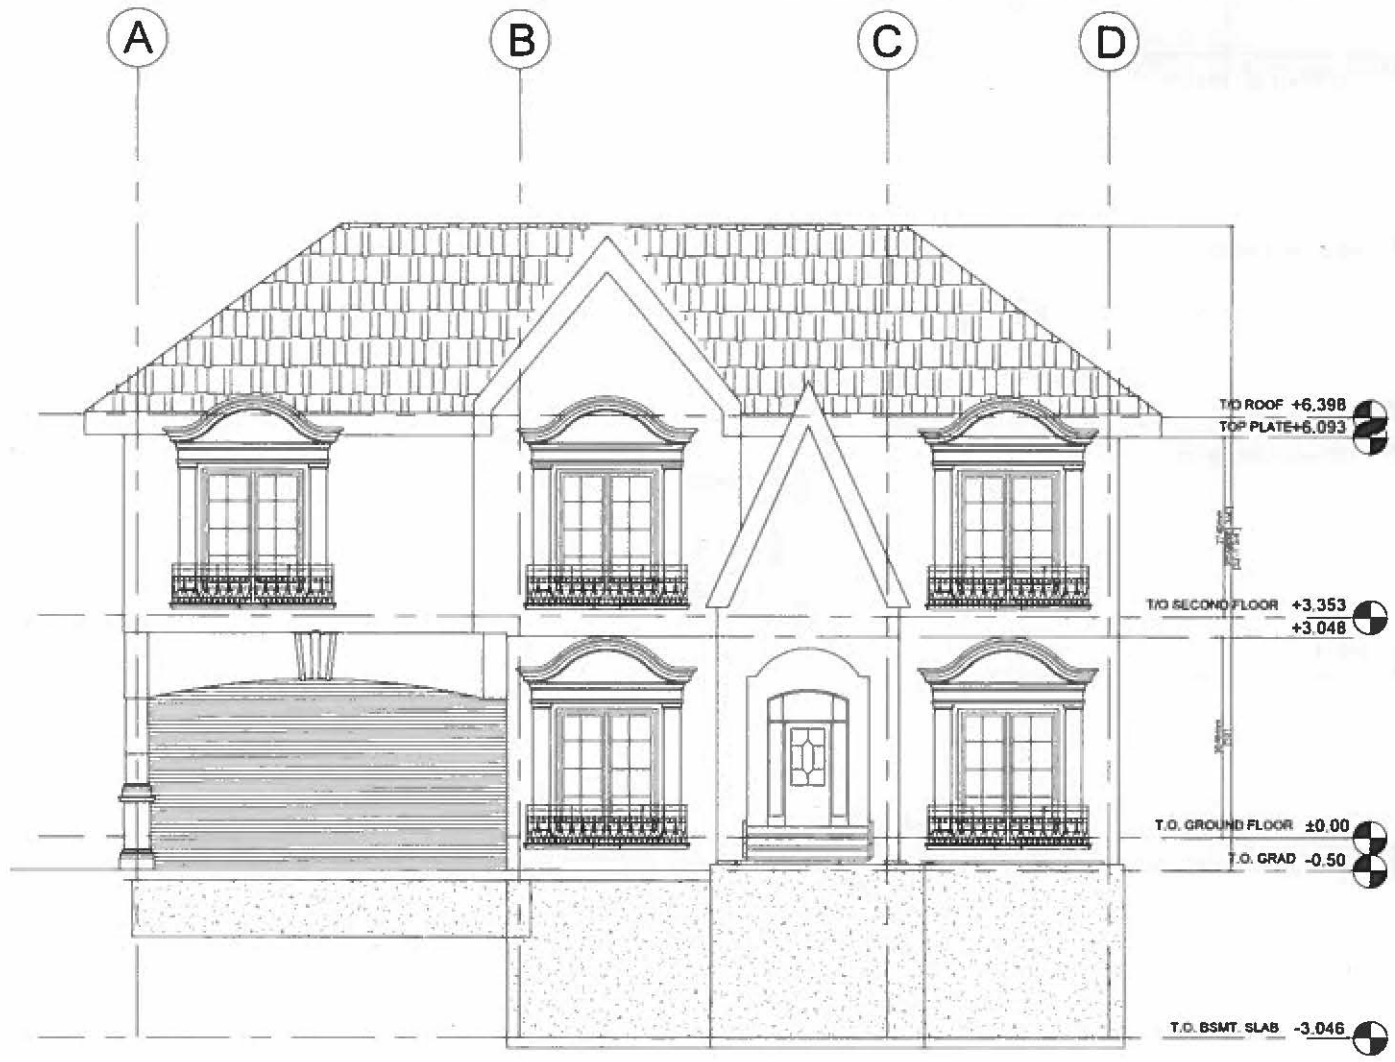 A B C D
T/O ROOF +6.398
TOP PLATE+6.093
T/O SECOND FLOOR +3.353
+3.048
T.O. GROUND FLOOR ±0.00
T.O. GRAD -0.50
T.O. BSMT. SLAB -3.046